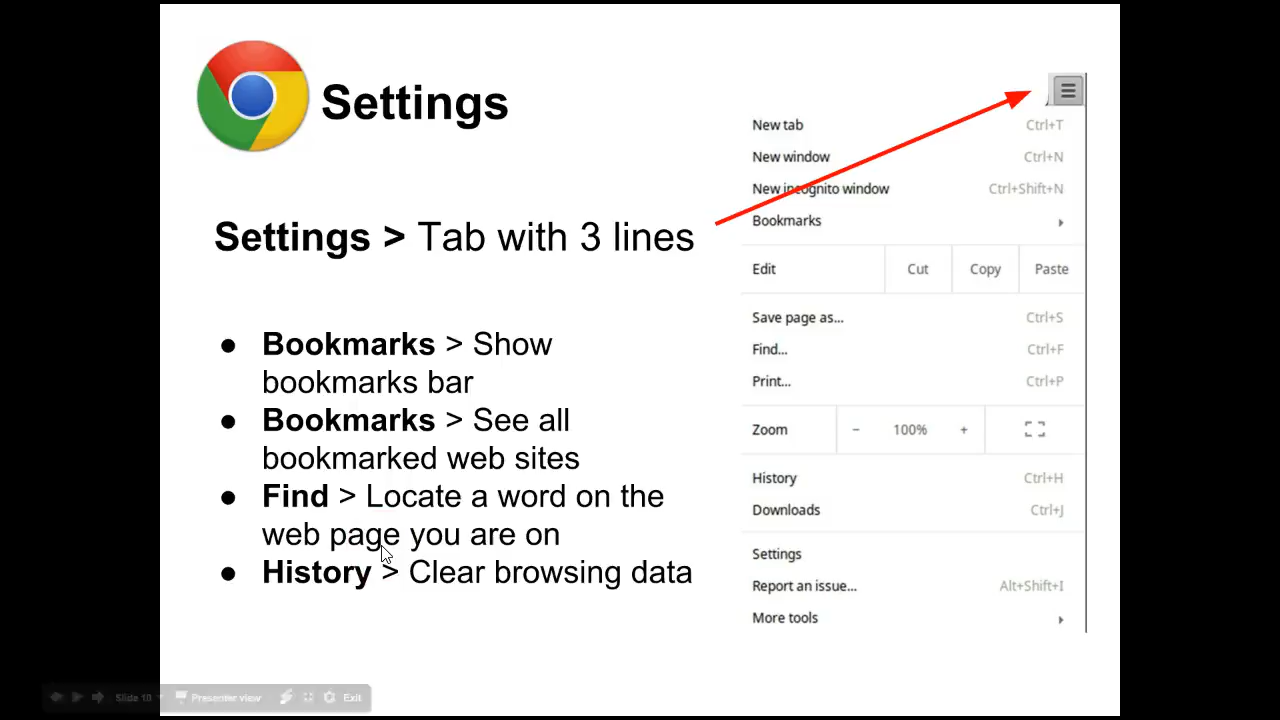 Settings
Settings > Tab with 3 lines
● Bookmarks > Show
bookmarks bar
● Bookmarks > See all
bookmarked web sites
● Find > Locate a word on the
web page you are on
● History > Clear browsing data
New tab Ctrl+T
New window Ctrl+N
New incognito window Ctrl+Shift+N
Bookmarks
Edit Cut Copy Paste
Save page as... Ctrl+S
Find... Ctrl+F
Print... Ctrl+P
Zoom − 100% +
History Ctrl+H
Downloads Ctrl+J
Settings
Report an issue... Alt+Shift+I
More tools
Slide 10 Presenter view Exit